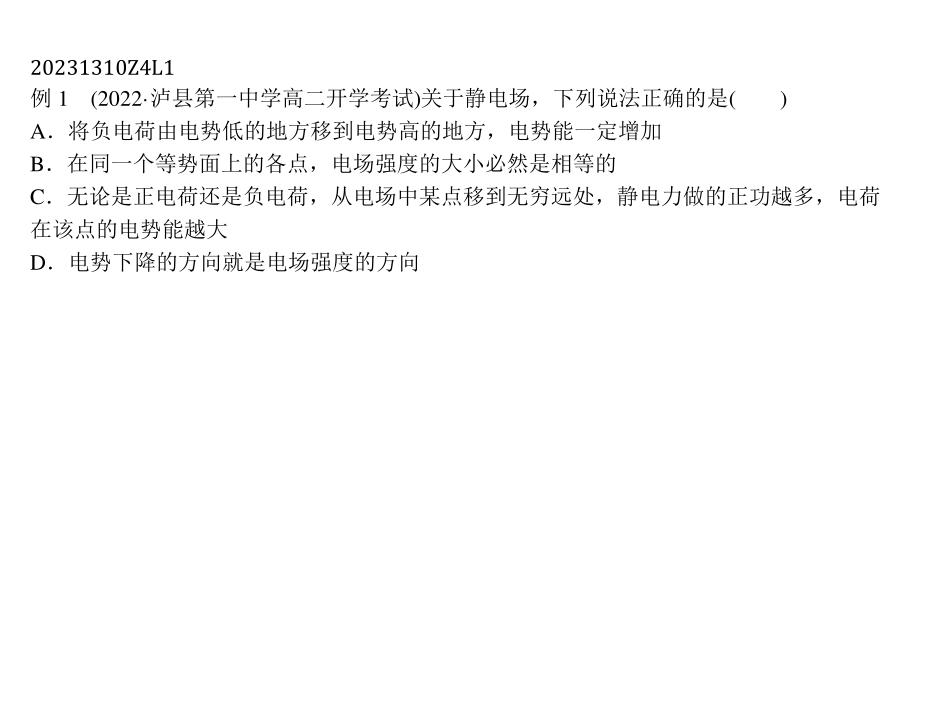 20231310Z4L1
例 1　(2022·泸县第一中学高二开学考试)关于静电场，下列说法正确的是(　　)
A．将负电荷由电势低的地方移到电势高的地方，电势能一定增加
B．在同一个等势面上的各点，电场强度的大小必然是相等的
C．无论是正电荷还是负电荷，从电场中某点移到无穷远处，静电力做的正功越多，电荷
在该点的电势能越大
D．电势下降的方向就是电场强度的方向